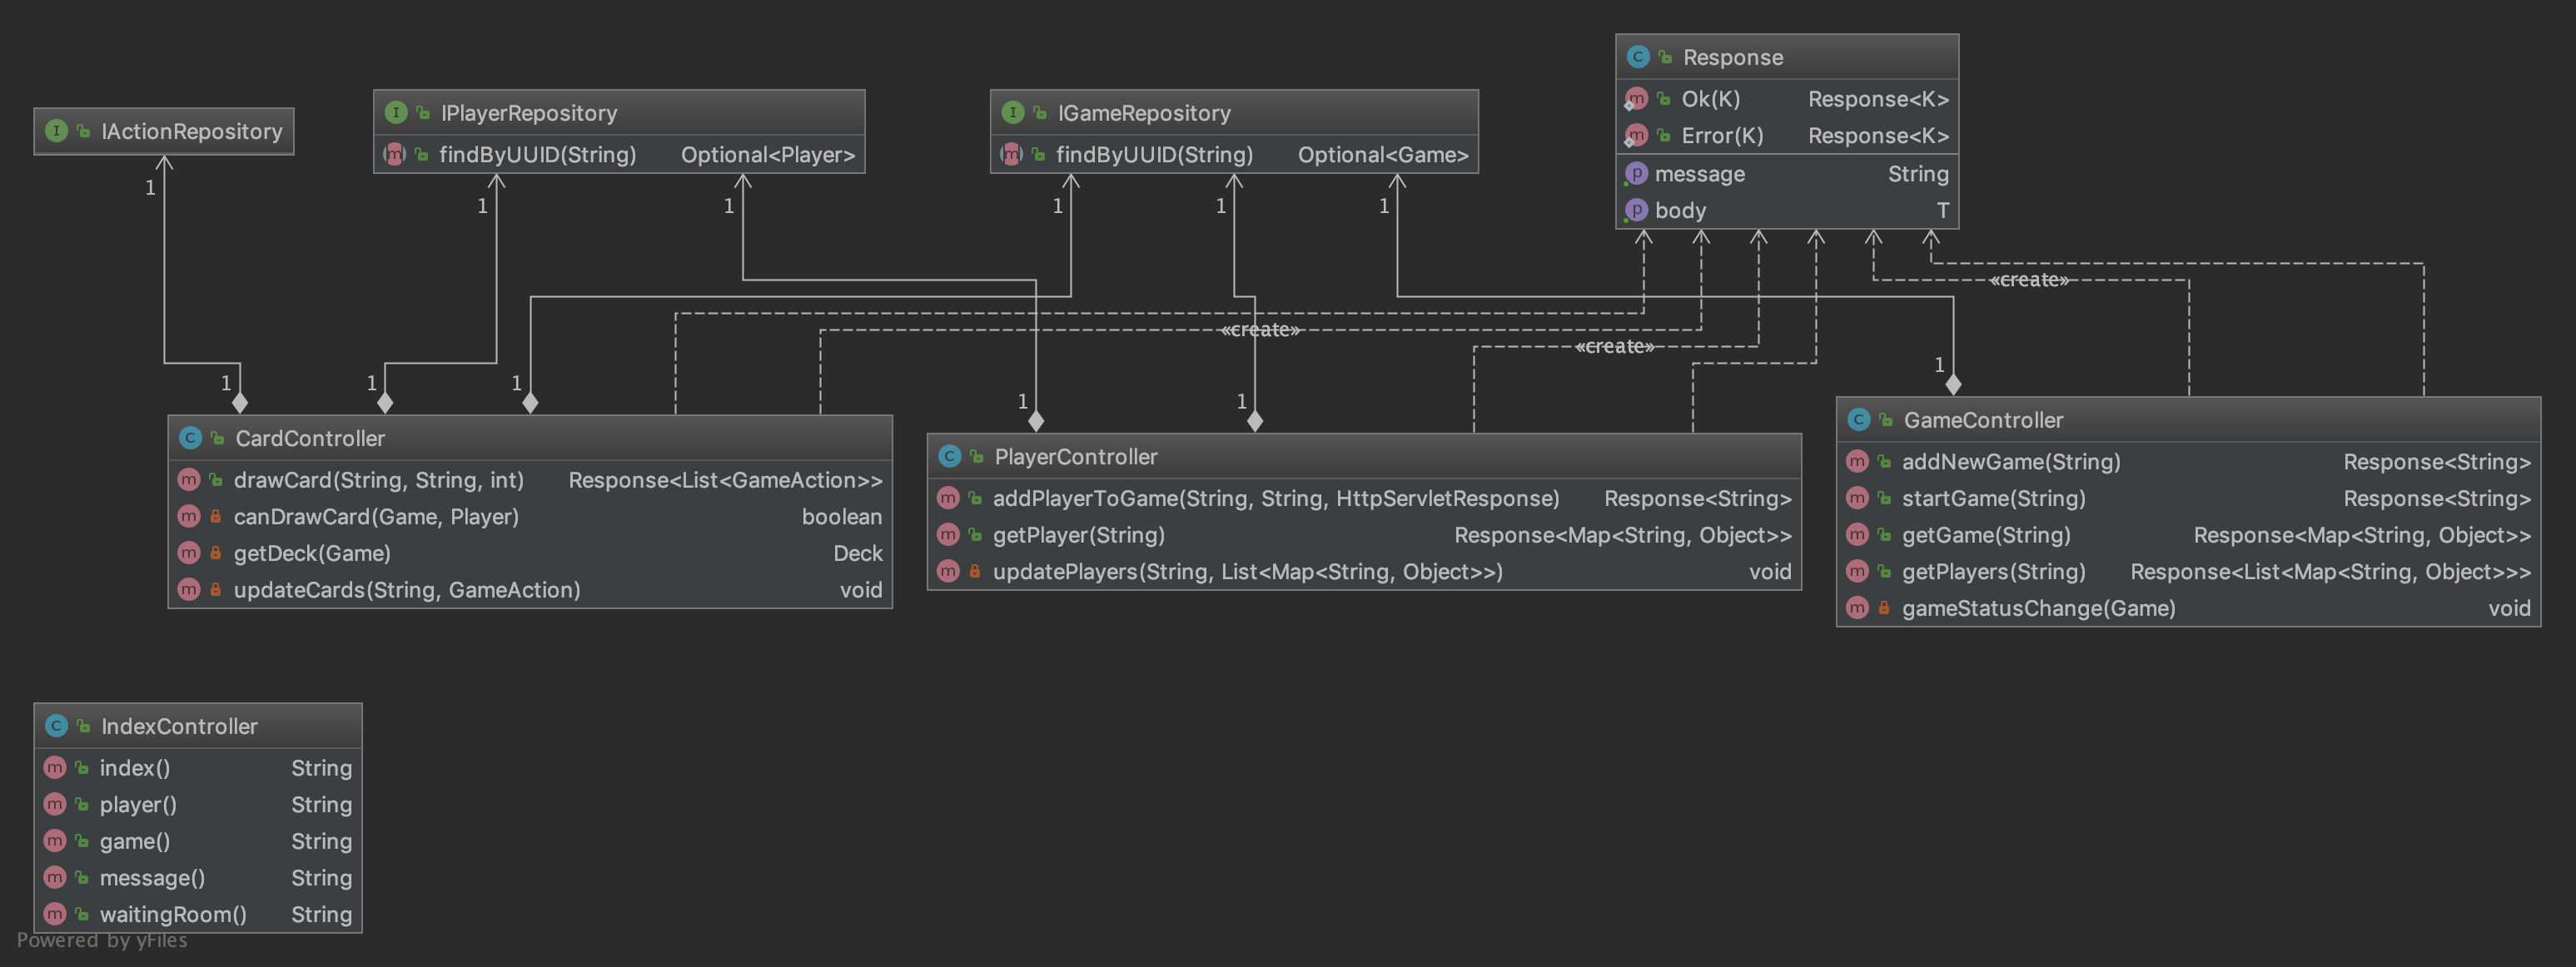 Response
Ok(K) Response<K>
Error(K) Response<K>
message String
body T
IActionRepository
IPlayerRepository
findByUUID(String) Optional<Player>
IGameRepository
findByUUID(String) Optional<Game>
1
1
1
1
1
1
«create»
«create»
«create»
1
1
1
1
1
1
CardController
drawCard(String, String, int) Response<List<GameAction>>
canDrawCard(Game, Player) boolean
getDeck(Game) Deck
updateCards(String, GameAction) void
PlayerController
addPlayerToGame(String, String, HttpServletResponse) Response<String>
getPlayer(String) Response<Map<String, Object>>
updatePlayers(String, List<Map<String, Object>>) void
GameController
addNewGame(String) Response<String>
startGame(String) Response<String>
getGame(String) Response<Map<String, Object>>
getPlayers(String) Response<List<Map<String, Object>>>
gameStatusChange(Game) void
IndexController
index() String
player() String
game() String
message() String
waitingRoom() String
Powered by yFiles